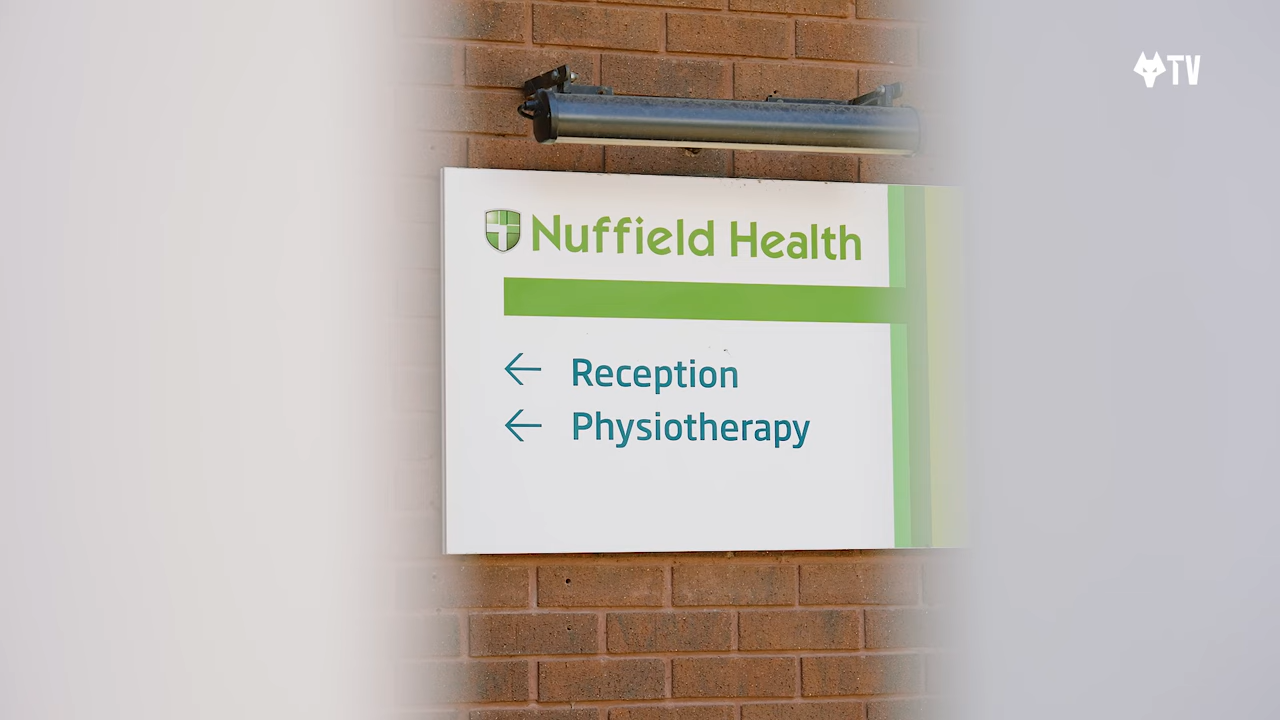 TV
Nuffield Health
← Reception
← Physiotherapy